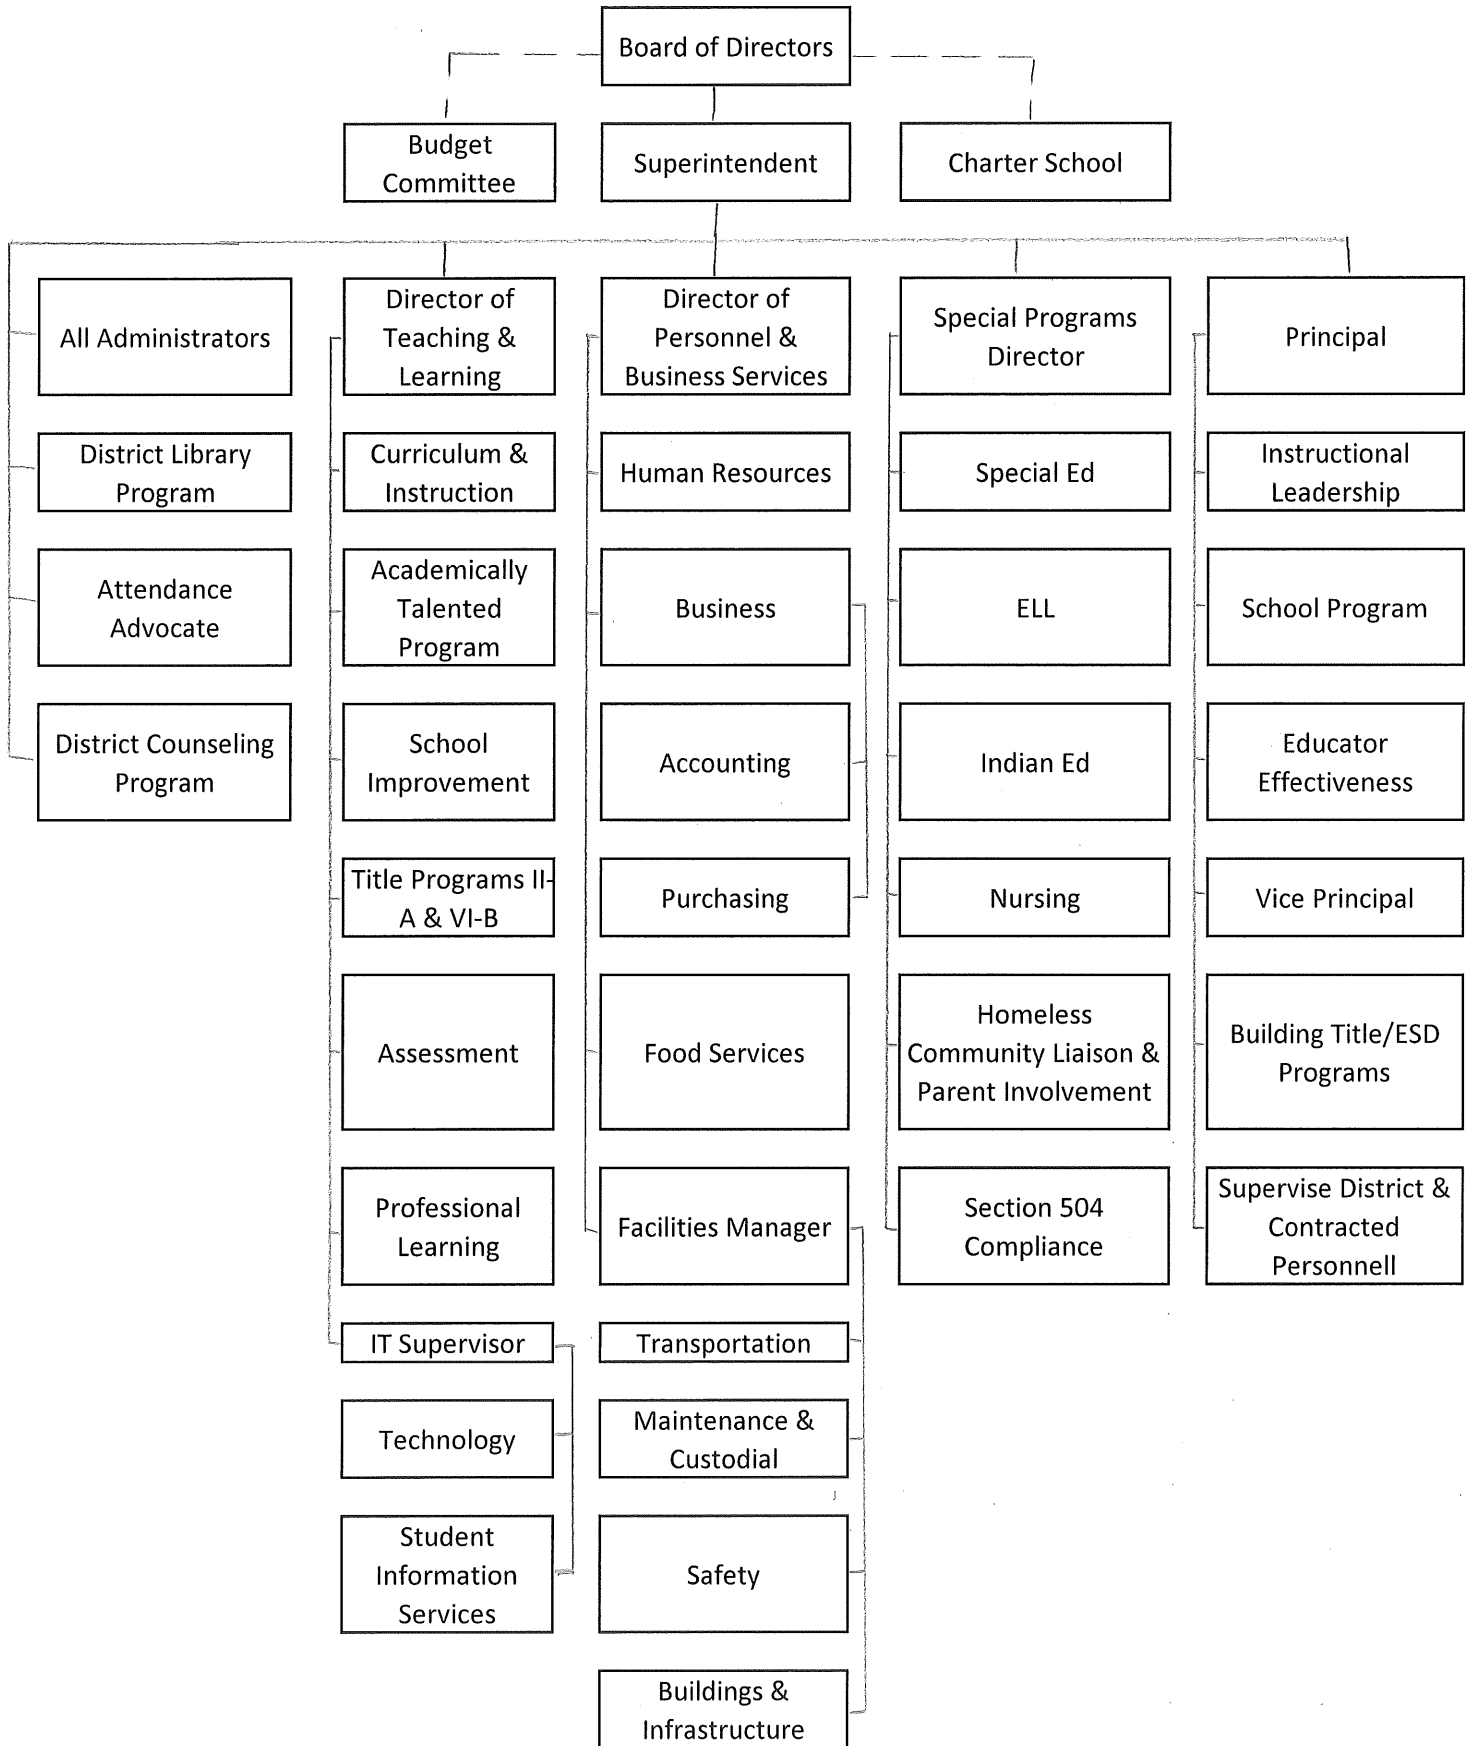 Board of Directors
Budget
Committee
Superintendent
Charter School
All Administrators
District Library
Program
Attendance
Advocate
District Counseling
Program
Director of
Teaching &
Learning
Curriculum &
Instruction
Academically
Talented
Program
School
Improvement
Title Programs II-
A & VI-B
Assessment
Professional
Learning
IT Supervisor
Technology
Student
Information
Services
Director of
Personnel &
Business Services
Human Resources
Business
Accounting
Purchasing
Food Services
Facilities Manager
Transportation
Maintenance &
Custodial
Safety
Buildings &
Infrastructure
Special Programs
Director
Special Ed
ELL
Indian Ed
Nursing
Homeless
Community Liaison &
Parent Involvement
Section 504
Compliance
Principal
Instructional
Leadership
School Program
Educator
Effectiveness
Vice Principal
Building Title/ESD
Programs
Supervise District &
Contracted
Personnell